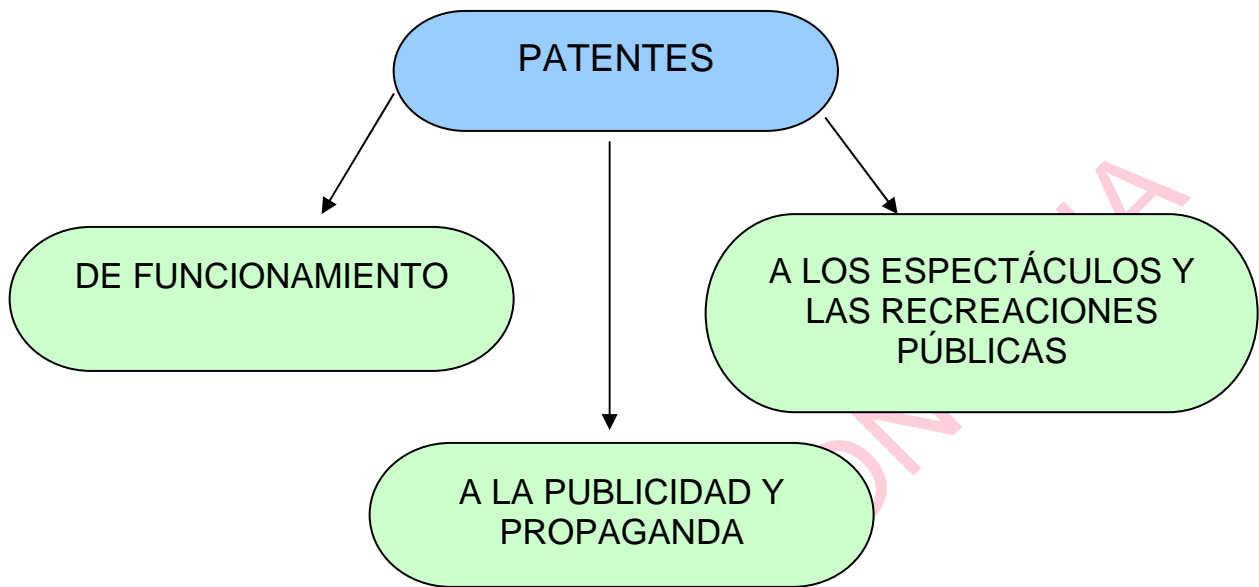 PATENTES
DE FUNCIONAMIENTO
A LOS ESPECTÁCULOS Y
LAS RECREACIONES
PÚBLICAS
A LA PUBLICIDAD Y
PROPAGANDA